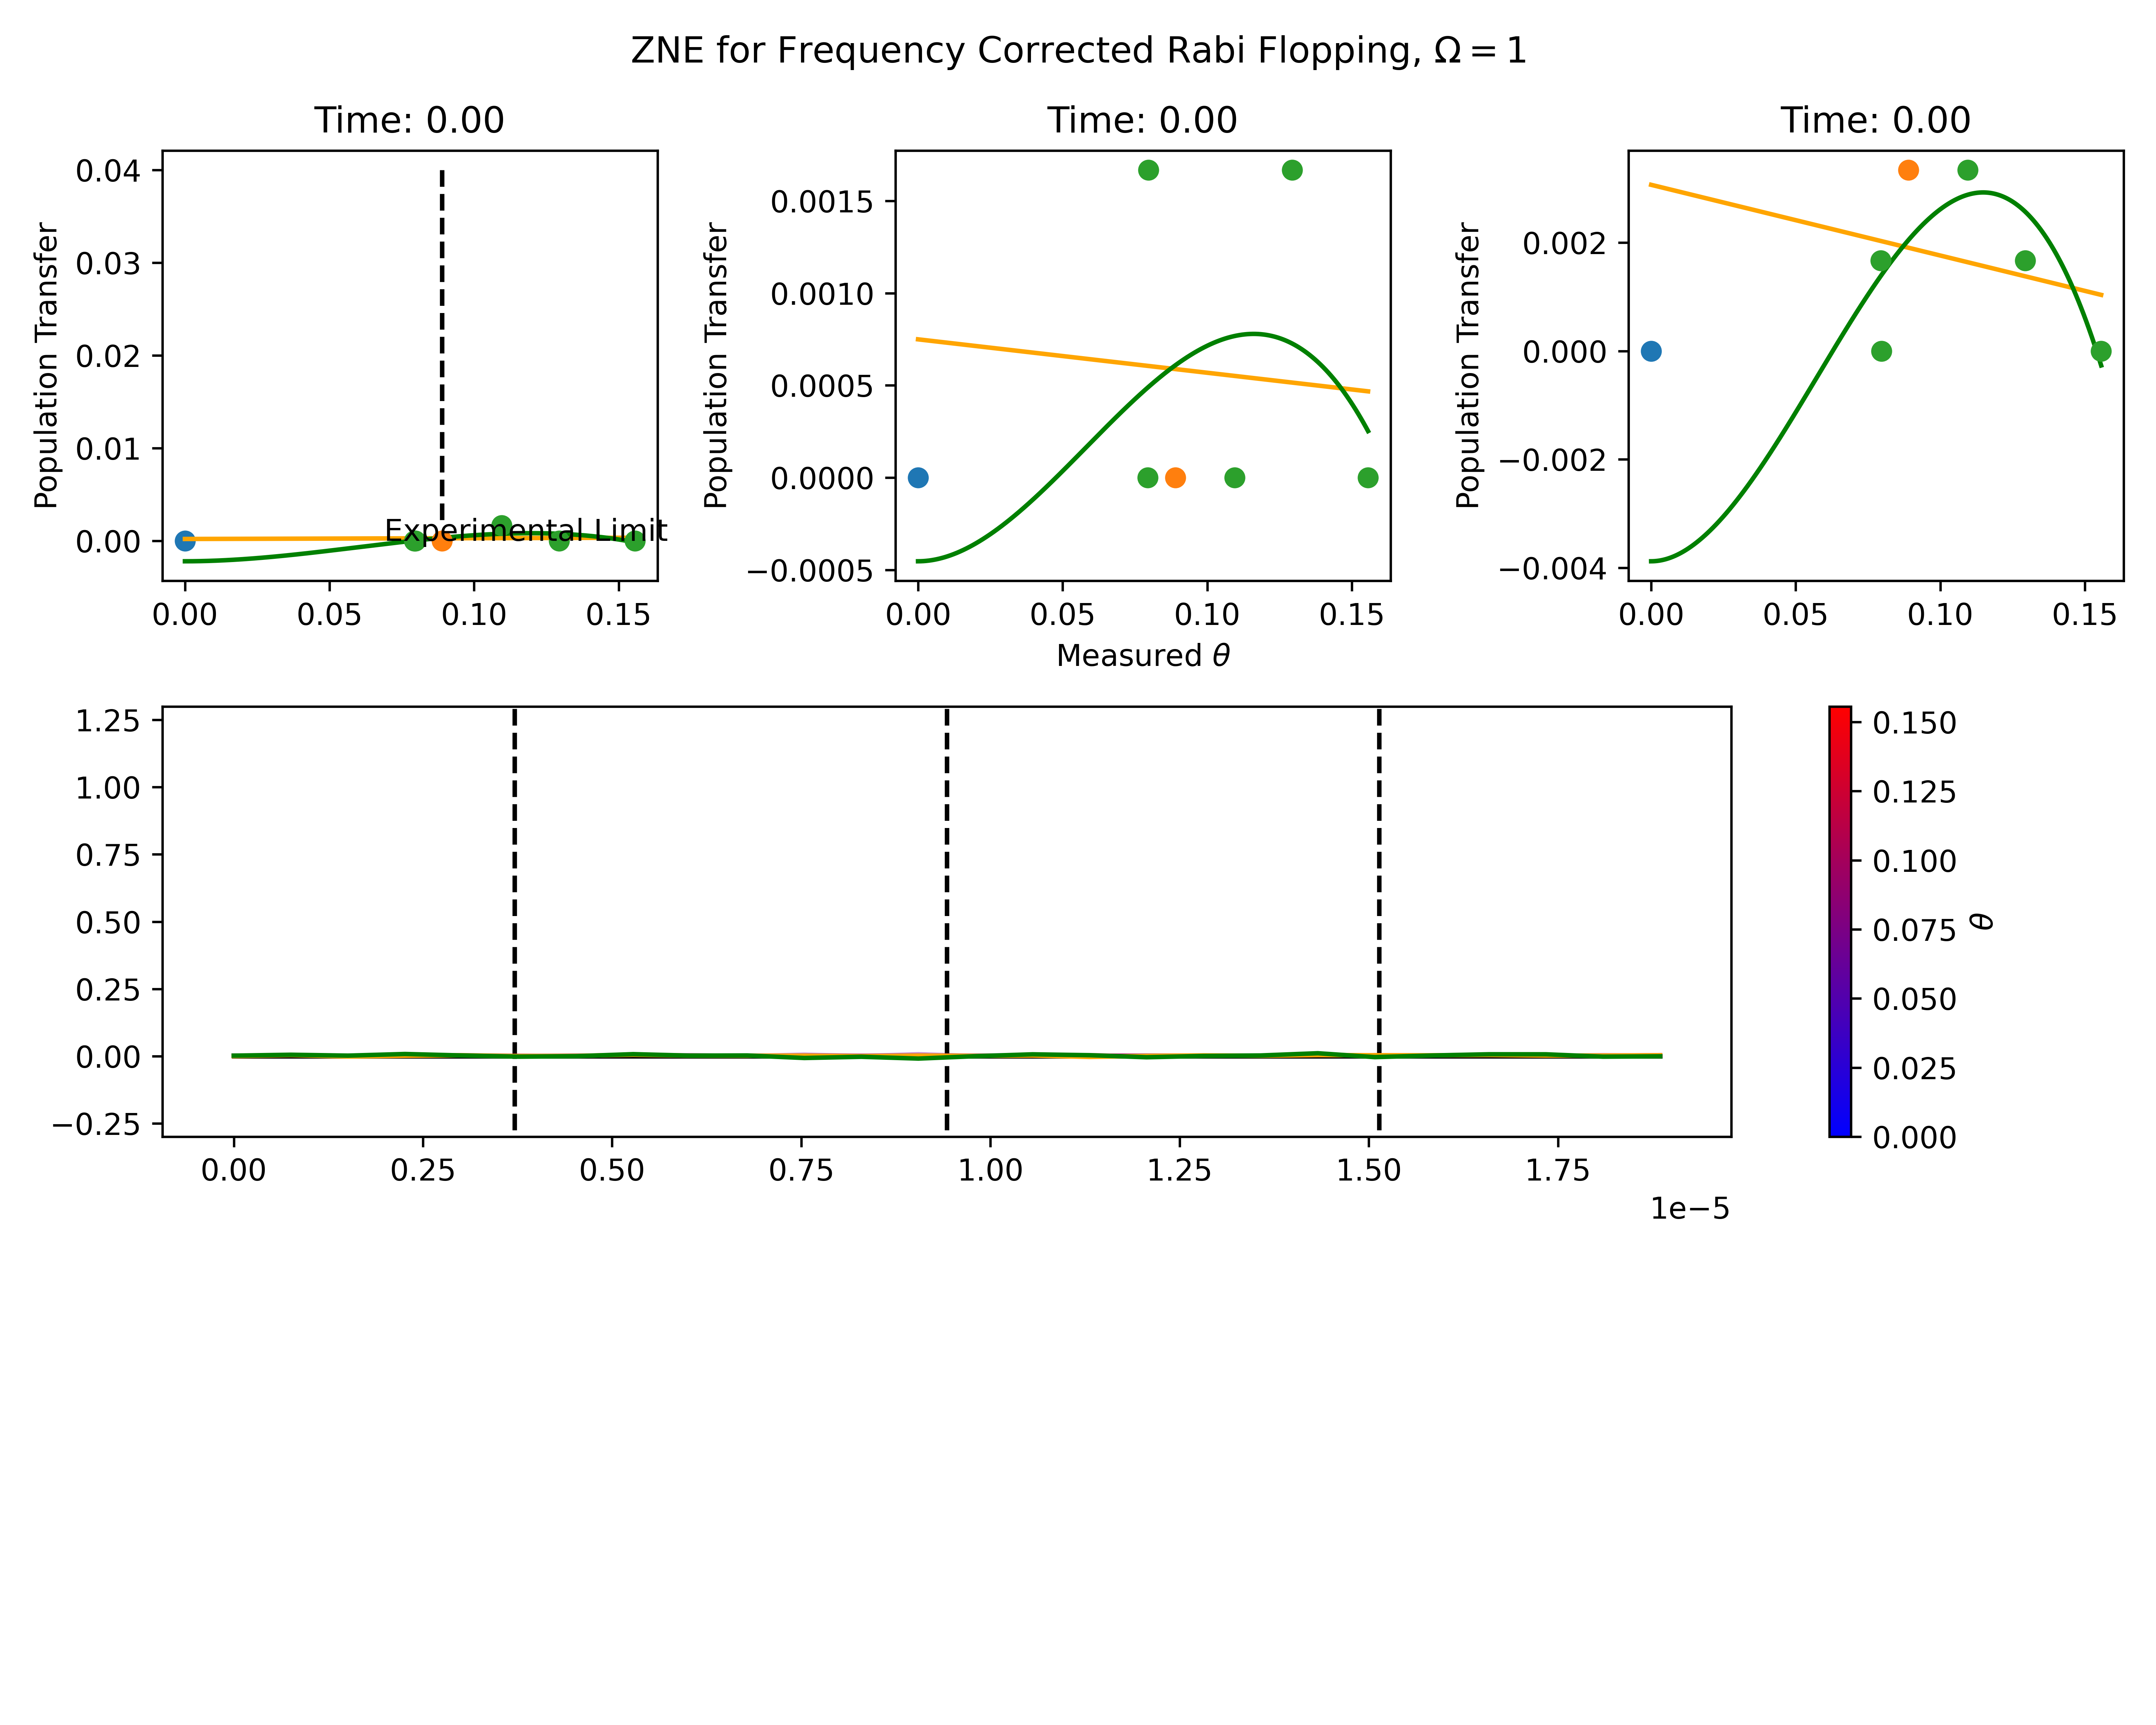 ZNE for Frequency Corrected Rabi Flopping, Ω = 1
Time: 0.00
Time: 0.00
Time: 0.00
Population Transfer
0.04
0.03
0.02
0.01
0.00
Experimental Limit
0.00 0.05 0.10 0.15
Population Transfer
0.0015
0.0010
0.0005
0.0000
−0.0005
0.00 0.05 0.10 0.15
Measured θ
Population Transfer
0.002
0.000
−0.002
−0.004
0.00 0.05 0.10 0.15
1.25
1.00
0.75
0.50
0.25
0.00
−0.25
0.00 0.25 0.50 0.75 1.00 1.25 1.50 1.75
1e−5
0.150
0.125
0.100
0.075
0.050
0.025
0.000
θ